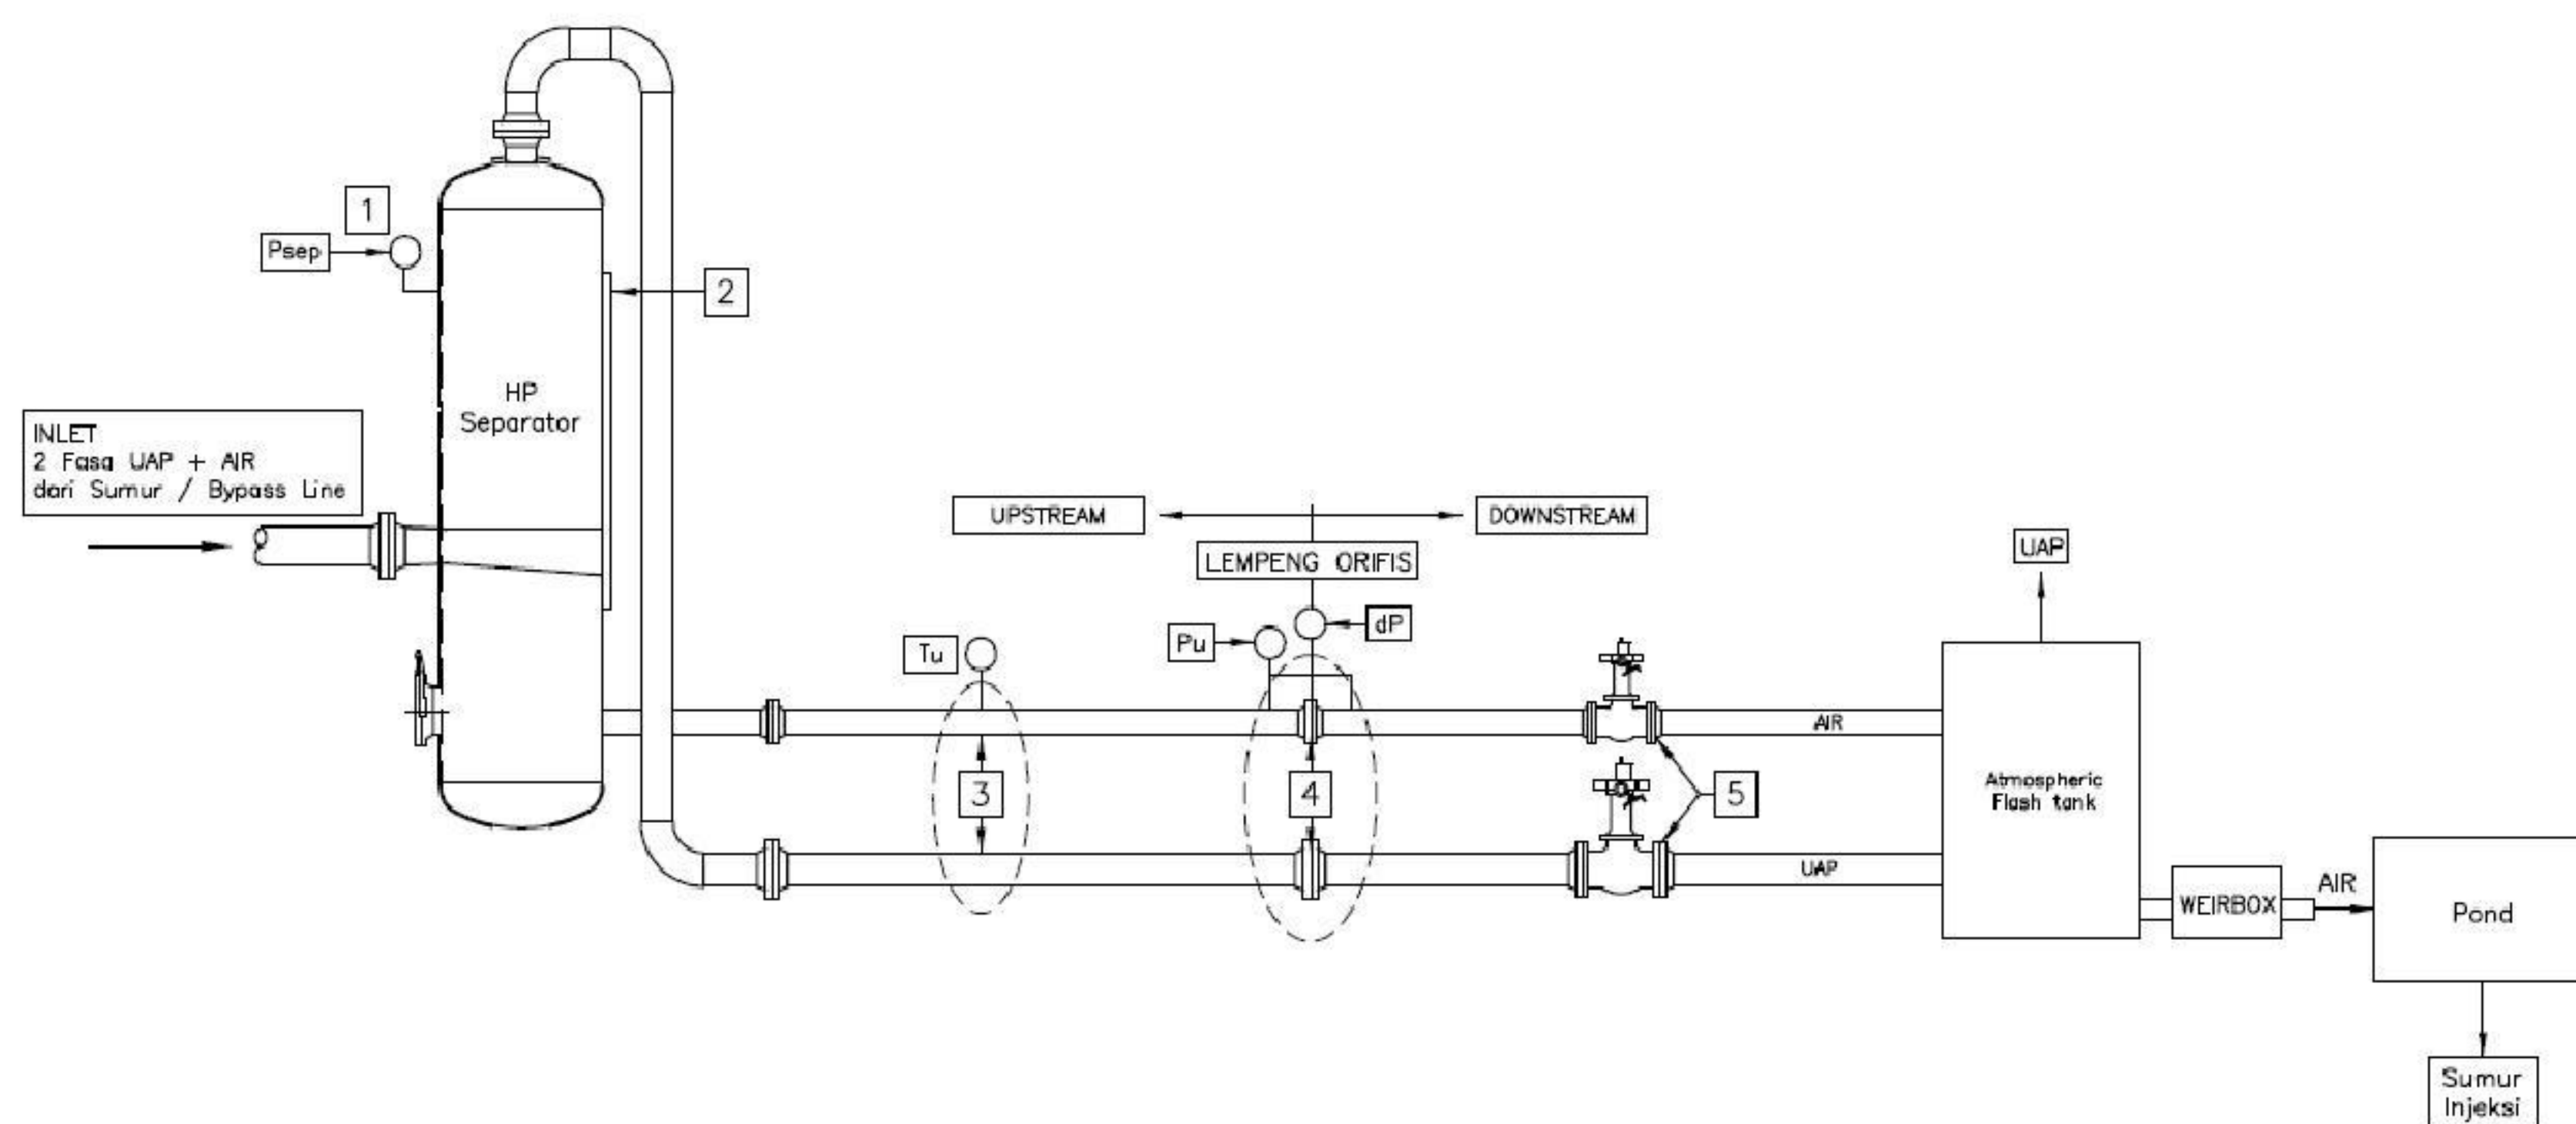 1
Psep
2
HP
Separator
INLET
2 Fasa UAP + AIR
dari Sumur / Bypass Line
UPSTREAM
DOWNSTREAM
LEMPENG ORIFIS
UAP
dP
Pu
Tu
AIR
3
4
5
Atmospheric
Flash tank
UAP
WEIRBOX
AIR
Pond
Sumur
Injeksi